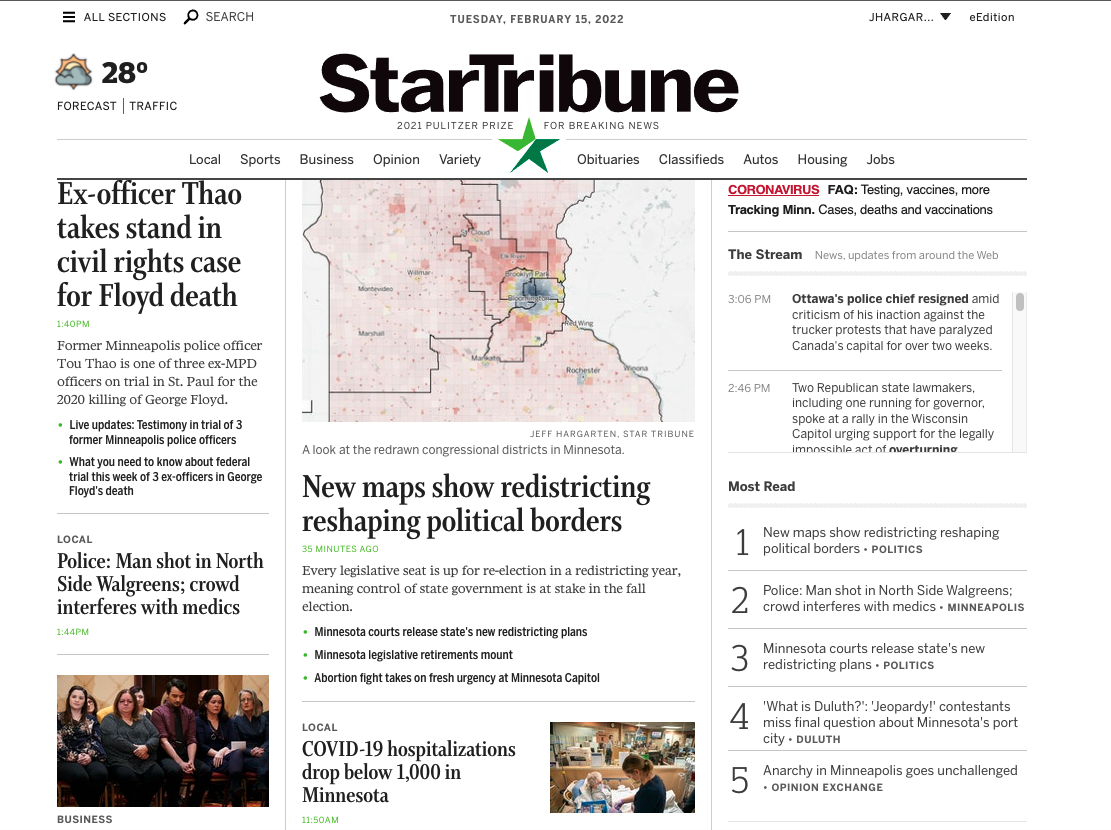 ALL SECTIONS
SEARCH
TUESDAY, FEBRUARY 15, 2022
JHARGAR...
eEdition
28º
FORECAST
TRAFFIC
StarTribune
2021 PULITZER PRIZE
FOR BREAKING NEWS
Local
Sports
Business
Opinion
Variety
Obituaries
Classifieds
Autos
Housing
Jobs
Ex-officer Thao
takes stand in
civil rights case
for Floyd death
1:40PM
Former Minneapolis police officer
Tou Thao is one of three ex-MPD
officers on trial in St. Paul for the
2020 killing of George Floyd.
• Live updates: Testimony in trial of 3
former Minneapolis police officers
• What you need to know about federal
trial this week of 3 ex-officers in George
Floyd's death
LOCAL
Police: Man shot in North
Side Walgreens; crowd
interferes with medics
1:44PM
BUSINESS
St. Cloud
Elk River
Willmar
Brooklyn Park
Montevideo
Bloomington
Red Wing
Marshall
Mankato
Rochester
Winona
JEFF HARGARTEN, STAR TRIBUNE
A look at the redrawn congressional districts in Minnesota.
New maps show redistricting
reshaping political borders
35 MINUTES AGO
Every legislative seat is up for re-election in a redistricting year,
meaning control of state government is at stake in the fall
election.
• Minnesota courts release state's new redistricting plans
• Minnesota legislative retirements mount
• Abortion fight takes on fresh urgency at Minnesota Capitol
LOCAL
COVID-19 hospitalizations
drop below 1,000 in
Minnesota
11:50AM
CORONAVIRUS FAQ: Testing, vaccines, more
Tracking Minn. Cases, deaths and vaccinations
The Stream News, updates from around the Web
3:06 PM
Ottawa's police chief resigned amid
criticism of his inaction against the
trucker protests that have paralyzed
Canada's capital for over two weeks.
2:46 PM
Two Republican state lawmakers,
including one running for governor,
spoke at a rally in the Wisconsin
Capitol urging support for the legally
impossible act of overturning
Most Read
1
New maps show redistricting reshaping
political borders • POLITICS
2
Police: Man shot in North Side Walgreens;
crowd interferes with medics • MINNEAPOLIS
3
Minnesota courts release state's new
redistricting plans • POLITICS
4
'What is Duluth?': 'Jeopardy!' contestants
miss final question about Minnesota's port
city • DULUTH
5
Anarchy in Minneapolis goes unchallenged
• OPINION EXCHANGE